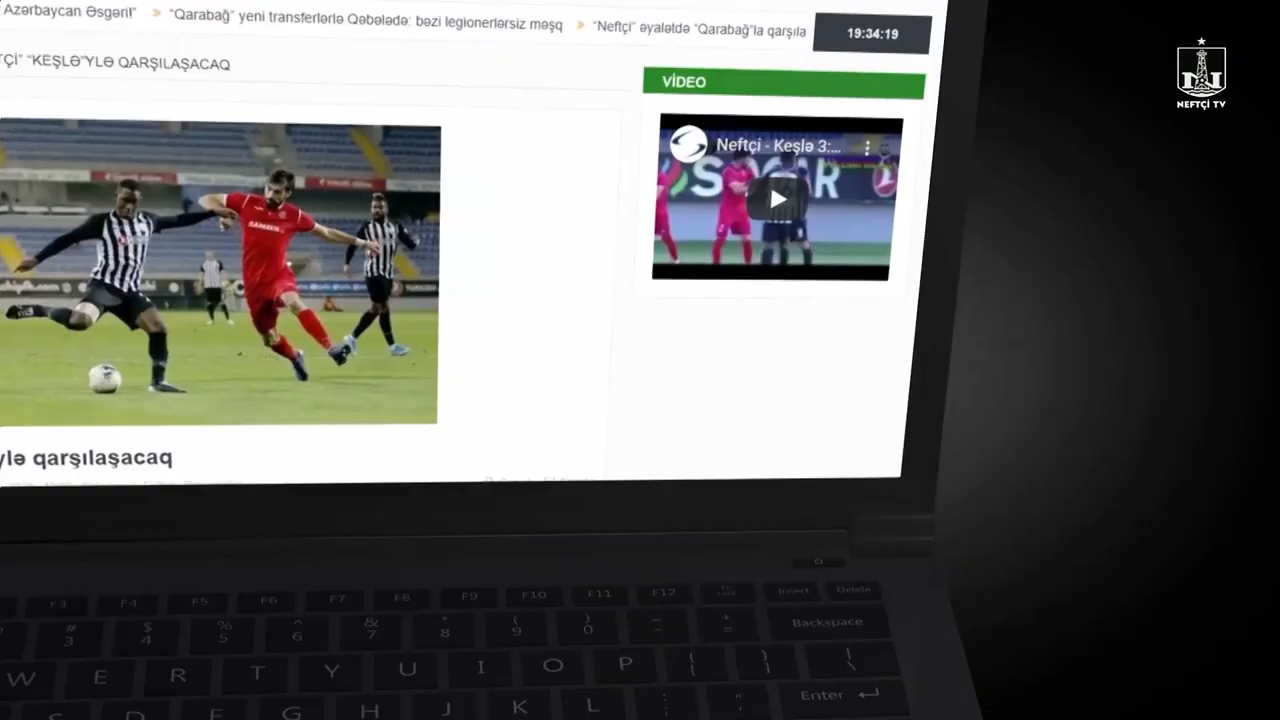 Azərbaycan Əsgəri!" » “Qarabağ” yeni transferlərlə Qəbələdə: bəzi legionerlərsiz məşq » “Neftçi” əyalətdə “Qarabağ”la qarşıla
19:34:19
NEFTÇİ TV
TÇİ” “KEŞLƏ”YLƏ QARŞILAŞACAQ
VİDEO
Neftçi - Keşlə 3:...
SOCAR
ylə qarşılaşacaq
F3 F4 F5 F6 F7 F8 F9 F10 F11 F12 Insert Delete
# 3 $ 4 % 5 ^ 6 & 7 * 8 ( 9 ) 0 _ - + = Backspace
W E R T Y U I O P { [ } ] | \
S D F G H J K L : ; " ' Enter